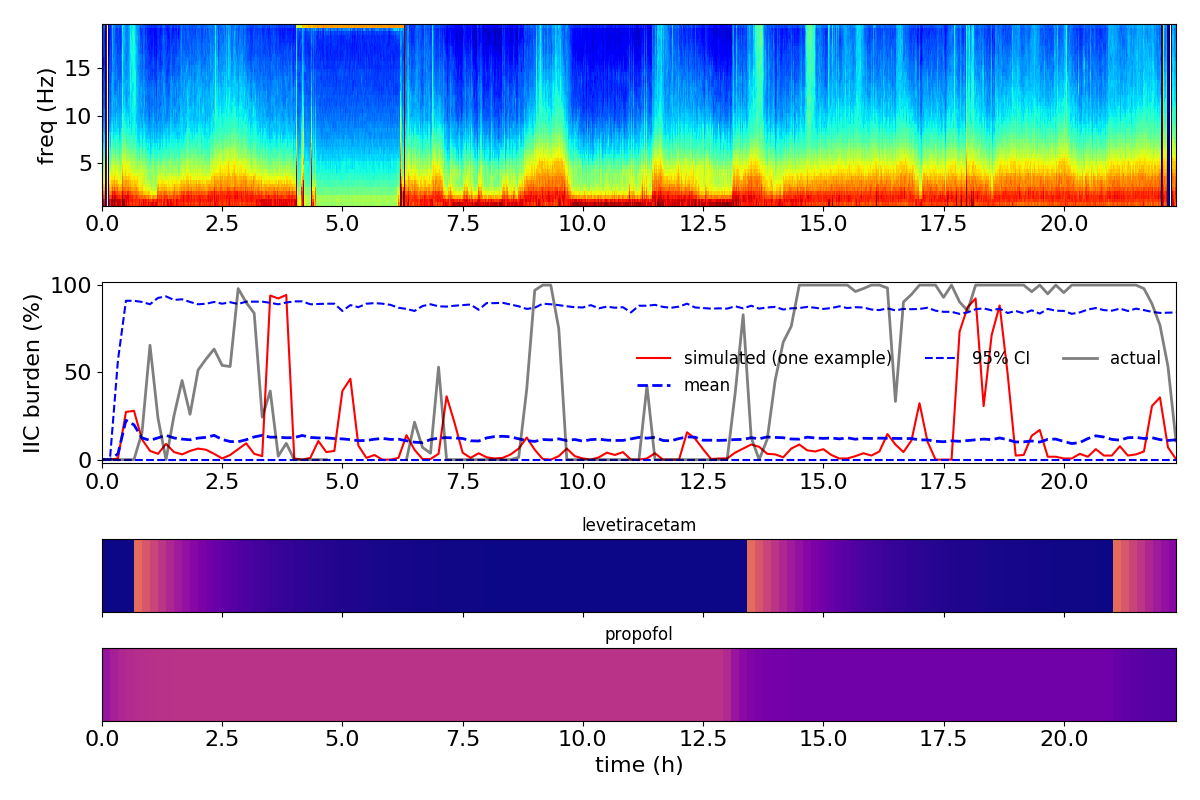 freq (Hz)
15
10
5
0.0 2.5 5.0 7.5 10.0 12.5 15.0 17.5 20.0
IIC burden (%)
100
50
0
simulated (one example) 95% CI actual
mean
0.0 2.5 5.0 7.5 10.0 12.5 15.0 17.5 20.0
levetiracetam
propofol
0.0 2.5 5.0 7.5 10.0 12.5 15.0 17.5 20.0
time (h)